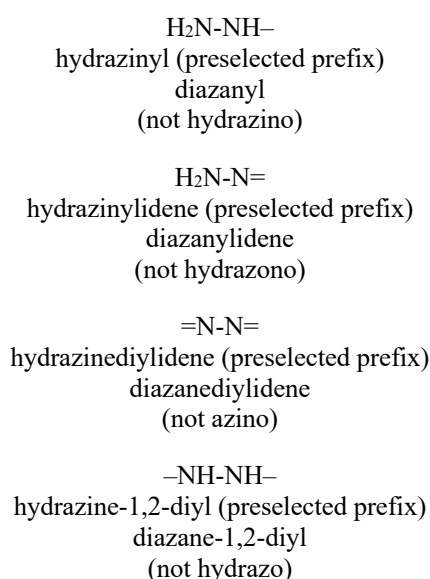 H₂N-NH–
hydrazinyl (preselected prefix)
diazanyl
(not hydrazino)
H₂N-N=
hydrazinylidene (preselected prefix)
diazanylidene
(not hydrazono)
=N-N=
hydrazinediylidene (preselected prefix)
diazanediylidene
(not azino)
–NH-NH–
hydrazine-1,2-diyl (preselected prefix)
diazane-1,2-diyl
(not hydrazo)